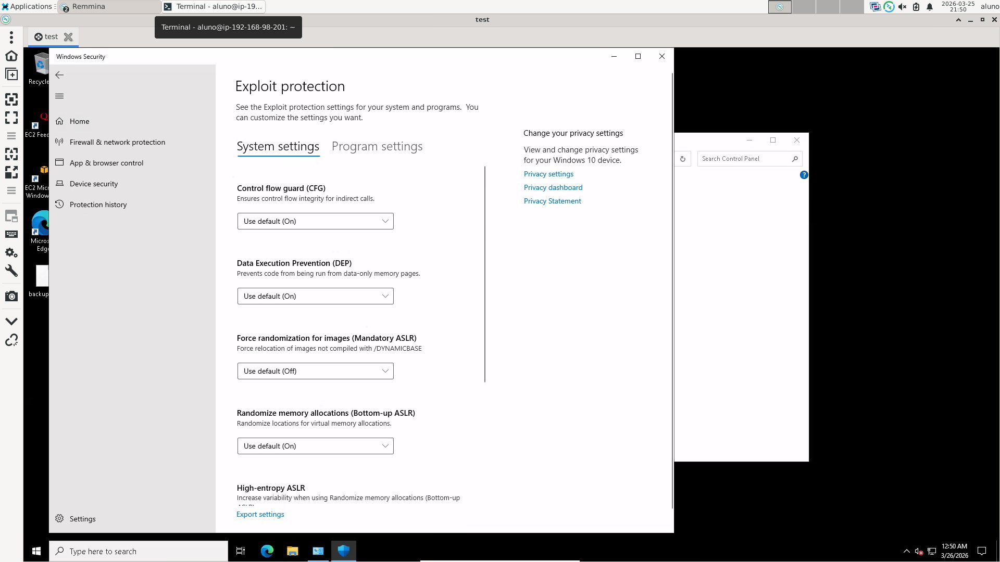 Applications
2
Remmina
Terminal - aluno@ip-19...
2026-03-25
21:50
aluno
test
Terminal - aluno@ip-192-168-98-201: ~
test
Recycle
EC2 Feed
EC2 Micr
Window
Micros
Edge
backup
Windows Security
Home
Firewall & network protection
App & browser control
Device security
Protection history
Settings
Exploit protection
See the Exploit protection settings for your system and programs. You
can customize the settings you want.
System settings
Program settings
Control flow guard (CFG)
Ensures control flow integrity for indirect calls.
Use default (On)
Data Execution Prevention (DEP)
Prevents code from being run from data-only memory pages.
Use default (On)
Force randomization for images (Mandatory ASLR)
Force relocation of images not compiled with /DYNAMICBASE
Use default (Off)
Randomize memory allocations (Bottom-up ASLR)
Randomize locations for virtual memory allocations.
Use default (On)
High-entropy ASLR
Increase variability when using Randomize memory allocations (Bottom-up
Export settings
Change your privacy settings
View and change privacy settings
for your Windows 10 device.
Privacy settings
Privacy dashboard
Privacy Statement
Search Control Panel
?
Type here to search
12:50 AM
3/26/2026